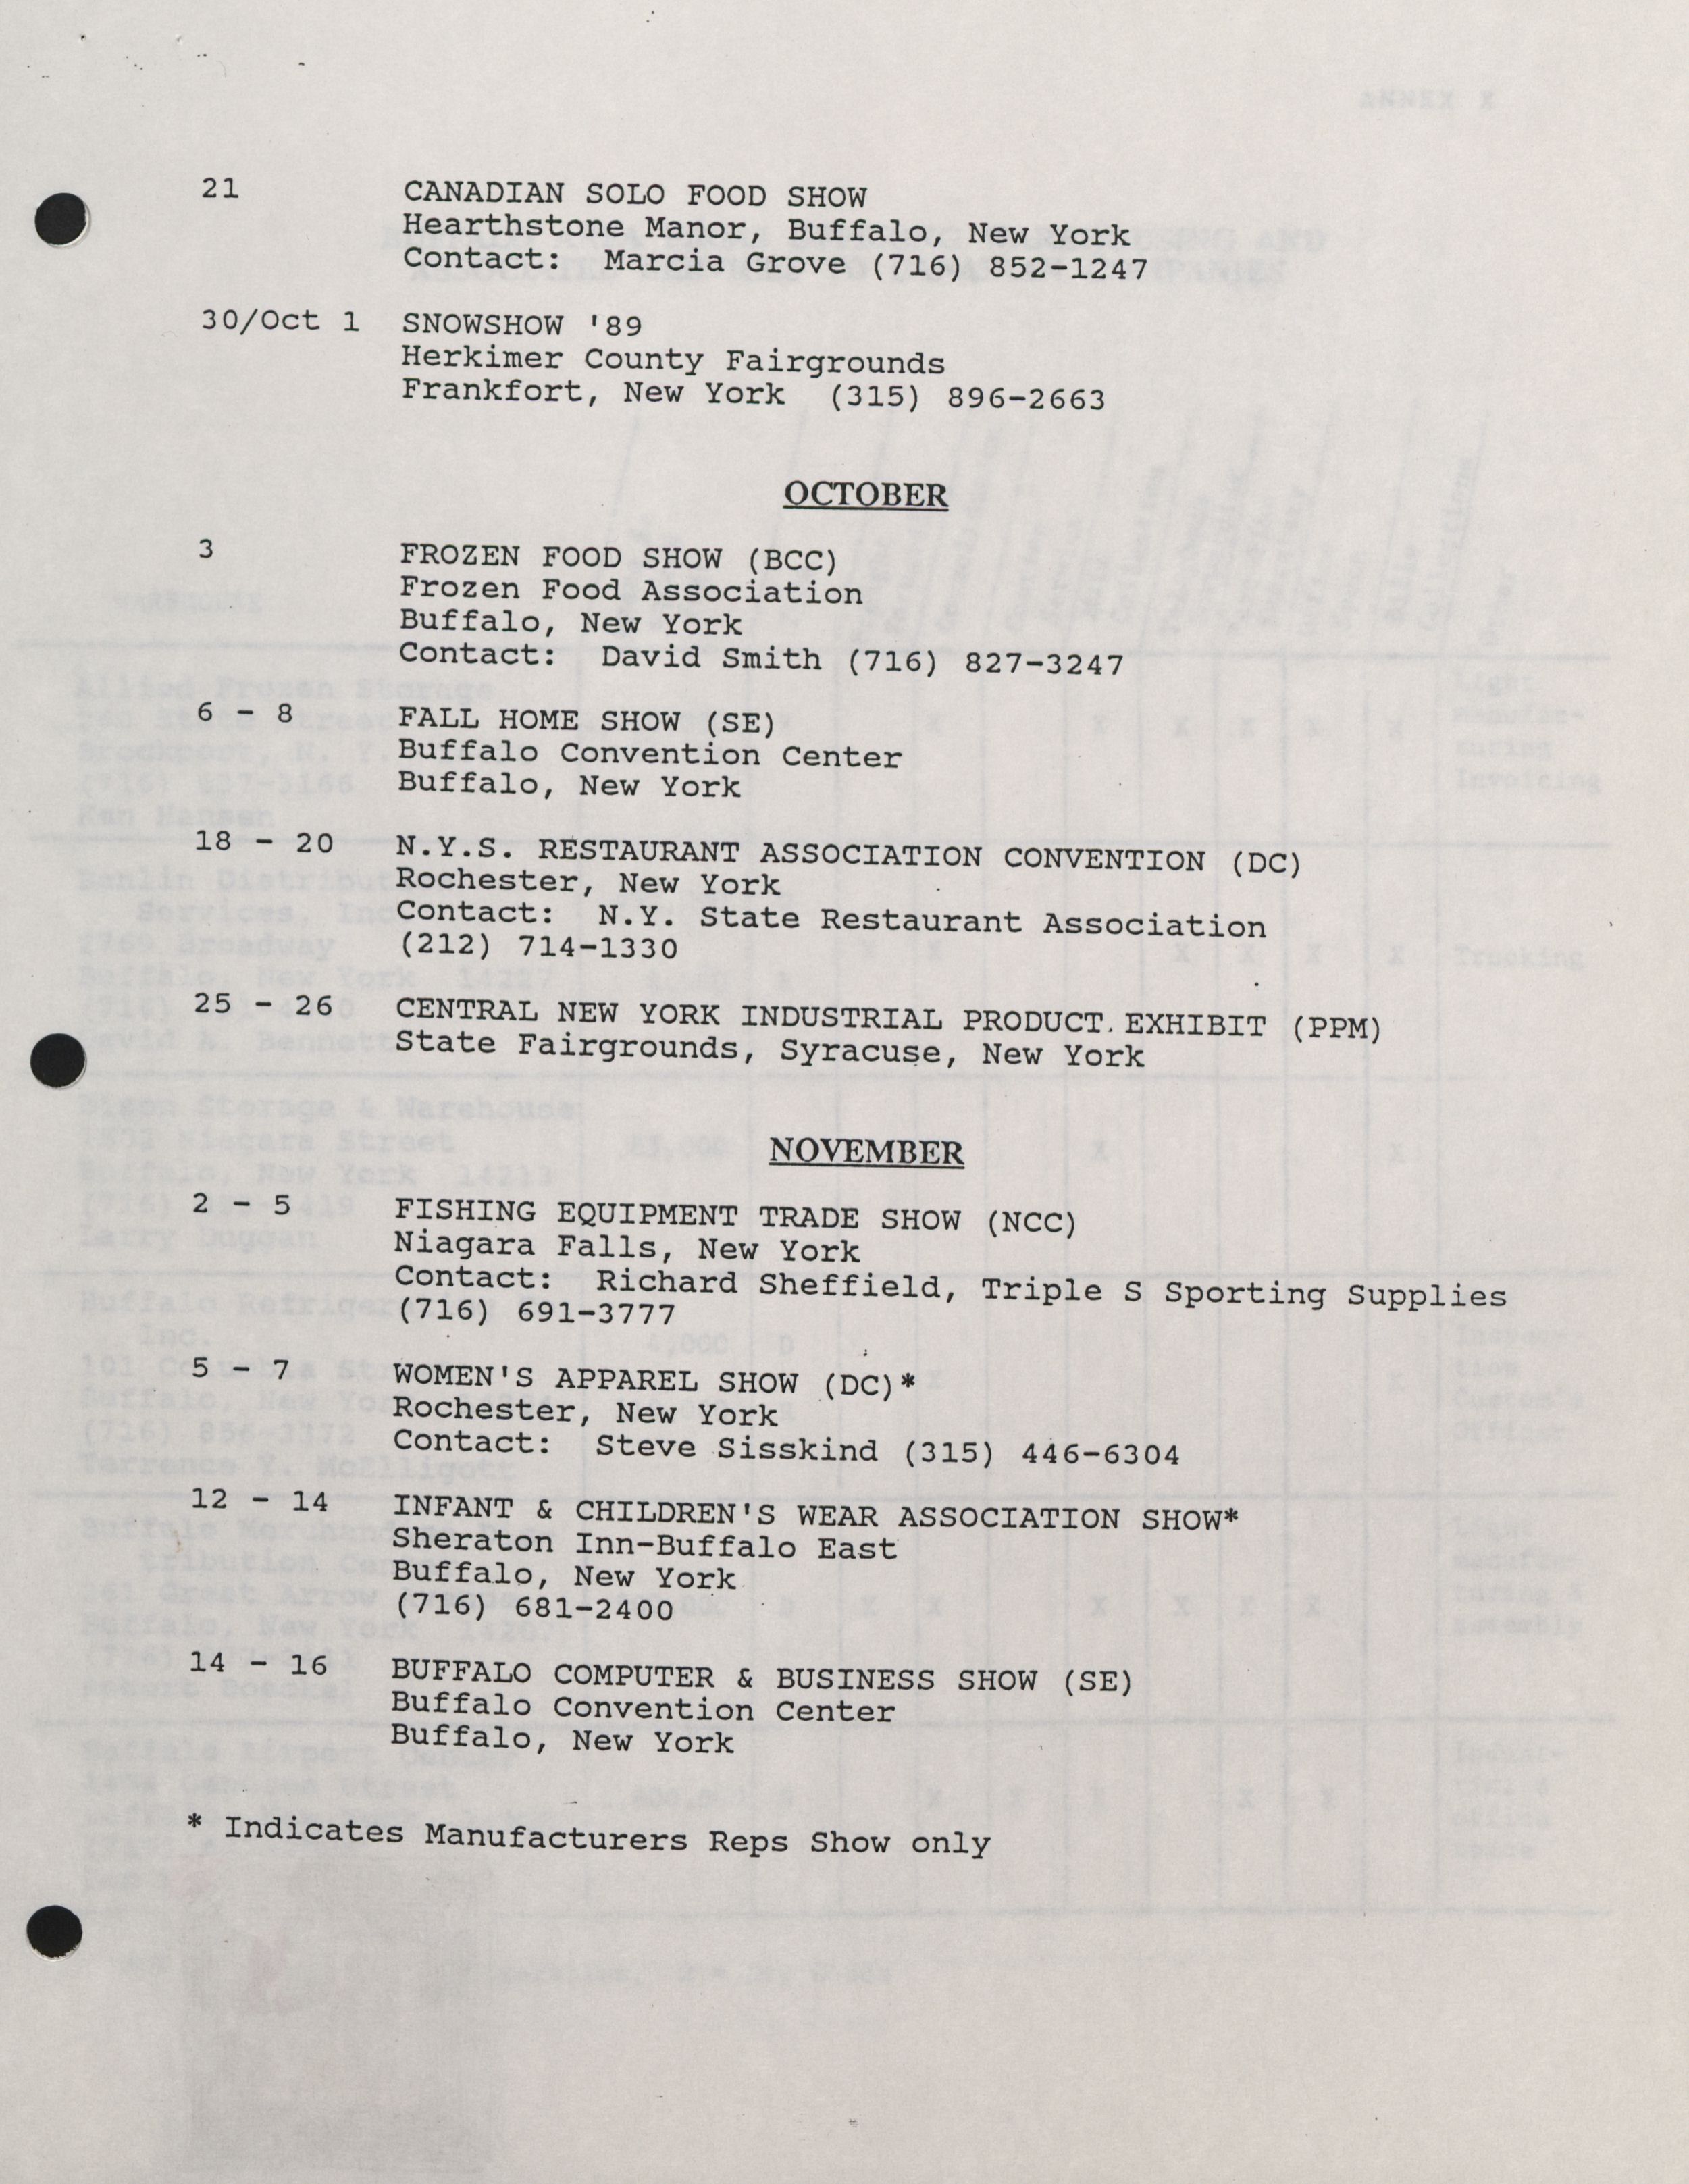 21 CANADIAN SOLO FOOD SHOW
Hearthstone Manor, Buffalo, New York
Contact: Marcia Grove (716) 852-1247
30/Oct 1 SNOWSHOW '89
Herkimer County Fairgrounds
Frankfort, New York (315) 896-2663
OCTOBER
3 FROZEN FOOD SHOW (BCC)
Frozen Food Association
Buffalo, New York
Contact: David Smith (716) 827-3247
6 - 8 FALL HOME SHOW (SE)
Buffalo Convention Center
Buffalo, New York
18 - 20 N.Y.S. RESTAURANT ASSOCIATION CONVENTION (DC)
Rochester, New York
Contact: N.Y. State Restaurant Association
(212) 714-1330
25 - 26 CENTRAL NEW YORK INDUSTRIAL PRODUCT EXHIBIT (PPM)
State Fairgrounds, Syracuse, New York
NOVEMBER
2 - 5 FISHING EQUIPMENT TRADE SHOW (NCC)
Niagara Falls, New York
Contact: Richard Sheffield, Triple S Sporting Supplies
(716) 691-3777
5 - 7 WOMEN'S APPAREL SHOW (DC)*
Rochester, New York
Contact: Steve Sisskind (315) 446-6304
12 - 14 INFANT & CHILDREN'S WEAR ASSOCIATION SHOW*
Sheraton Inn-Buffalo East
Buffalo, New York
(716) 681-2400
14 - 16 BUFFALO COMPUTER & BUSINESS SHOW (SE)
Buffalo Convention Center
Buffalo, New York
* Indicates Manufacturers Reps Show only